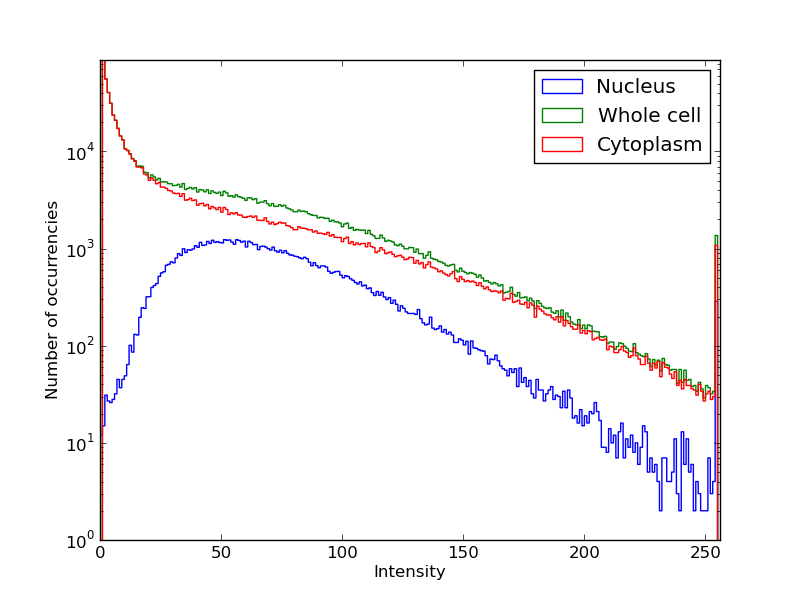 Nucleus
Whole cell
Cytoplasm
10^4
10^3
10^2
10^1
10^0
Number of occurrencies
0 50 100 150 200 250
Intensity